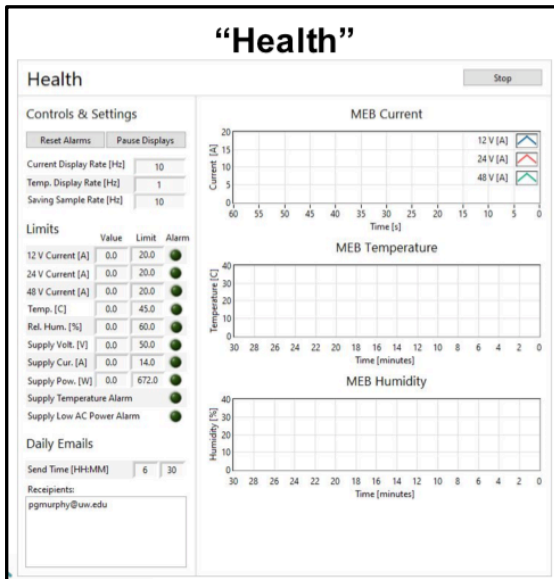 “Health”
Health
Stop
Controls & Settings
Reset Alarms Pause Displays
Current Display Rate [Hz] 10
Temp. Display Rate [Hz] 1
Saving Sample Rate [Hz] 10
Limits
Value Limit Alarm
12 V Current [A] 0.0 20.0
24 V Current [A] 0.0 20.0
48 V Current [A] 0.0 20.0
Temp. [C] 0.0 45.0
Rel. Hum. [%] 0.0 60.0
Supply Volt. [V] 0.0 50.0
Supply Cur. [A] 0.0 14.0
Supply Pow. [W] 0.0 672.0
Supply Temperature Alarm
Supply Low AC Power Alarm
Daily Emails
Send Time [HH:MM] 6 30
Receipients:
pgmurphy@uw.edu
MEB Current
12 V [A]
24 V [A]
48 V [A]
Current [A]
20
15
10
5
0
60 55 50 45 40 35 30 25 20 15 10 5 0
Time [s]
MEB Temperature
Temperature [C]
40
30
20
10
0
30 28 26 24 22 20 18 16 14 12 10 8 6 4 2 0
Time [minutes]
MEB Humidity
Humidity [%]
40
30
20
10
0
30 28 26 24 22 20 18 16 14 12 10 8 6 4 2 0
Time [minutes]